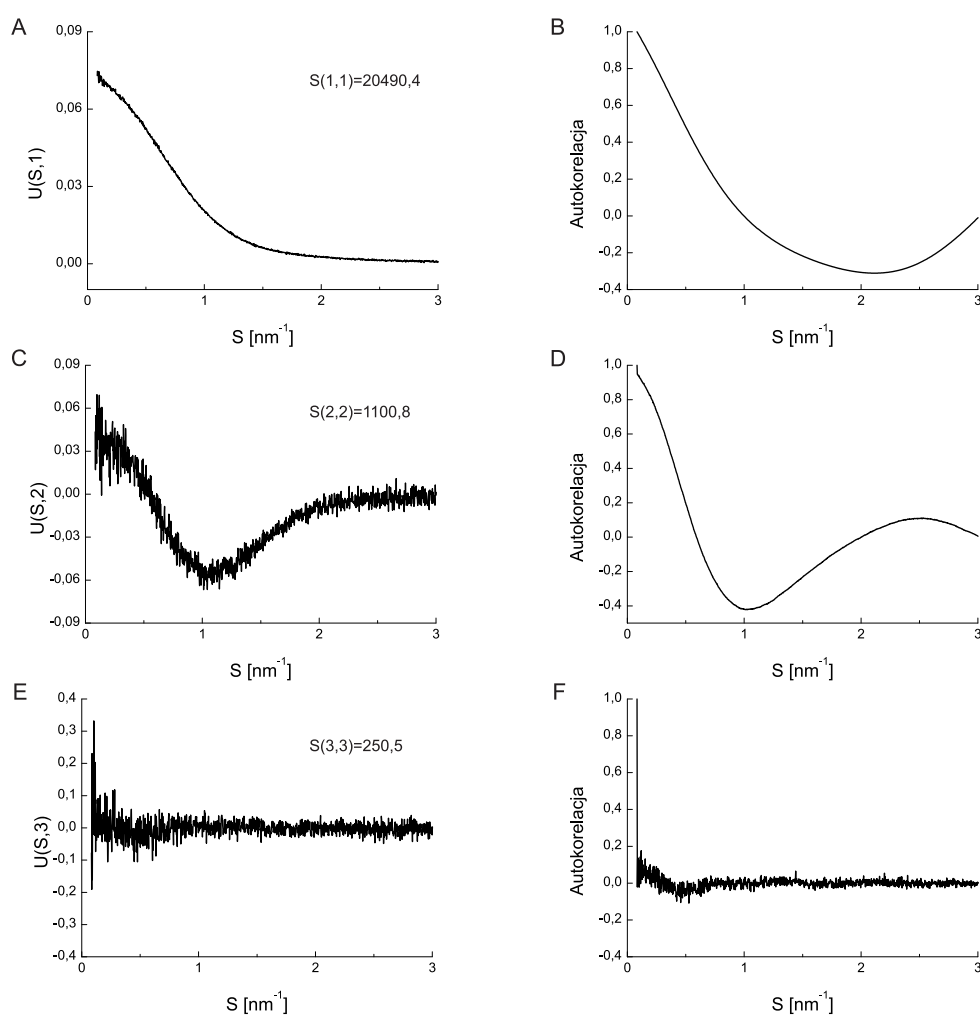 A
0,09
0,06
0,03
0,00
U(S,1)
S(1,1)=20490,4
0 1 2 3
S [nm⁻¹]
B
1,0
0,8
0,6
0,4
0,2
0,0
-0,2
-0,4
Autokorelacja
0 1 2 3
S [nm⁻¹]
C
0,09
0,06
0,03
0,00
-0,03
-0,06
-0,09
U(S,2)
S(2,2)=1100,8
0 1 2 3
S [nm⁻¹]
D
1,0
0,8
0,6
0,4
0,2
0,0
-0,2
-0,4
Autokorelacja
0 1 2 3
S [nm⁻¹]
E
0,4
0,3
0,2
0,1
0,0
-0,1
-0,2
-0,3
-0,4
U(S,3)
S(3,3)=250,5
0 1 2 3
S [nm⁻¹]
F
1,0
0,8
0,6
0,4
0,2
0,0
-0,2
-0,4
Autokorelacja
0 1 2 3
S [nm⁻¹]